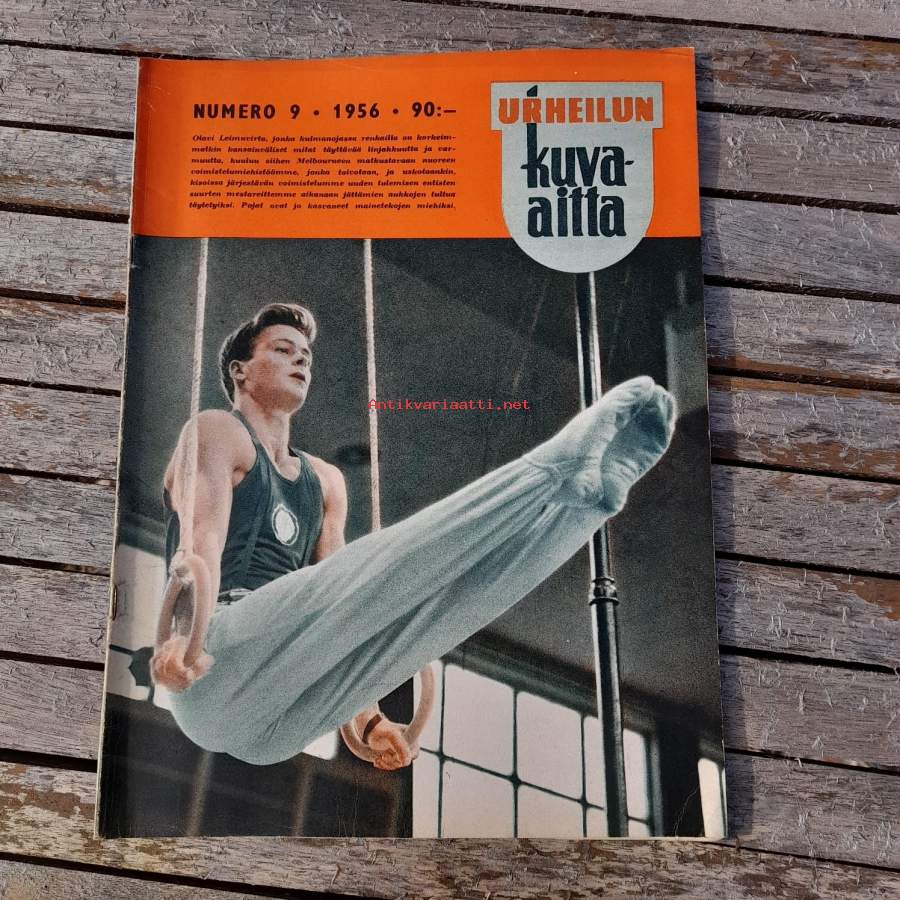 NUMERO 9 • 1956 • 90:—
URHEILUN
kuva-
aitta
Olavi Leimuvirta, jonka kulmanojassa renkailla on korkeim-
matkin kansainväliset mitat täyttävää linjakkuutta ja var-
muutta, kuuluu siihen Melbourneen matkustavaan nuoreen
voimistelumiehistöömme, jonka toivotaan, ja uskotaankin,
kisoissa järjestävän voimistelumme uuden tulemisen entisten
suurten mestareittemme aikanaan jättämien aukkojen tultua
täytetyiksi. Pojat ovat jo kasvaneet mainetekojen miehiksi.
Antikvariaatti.net